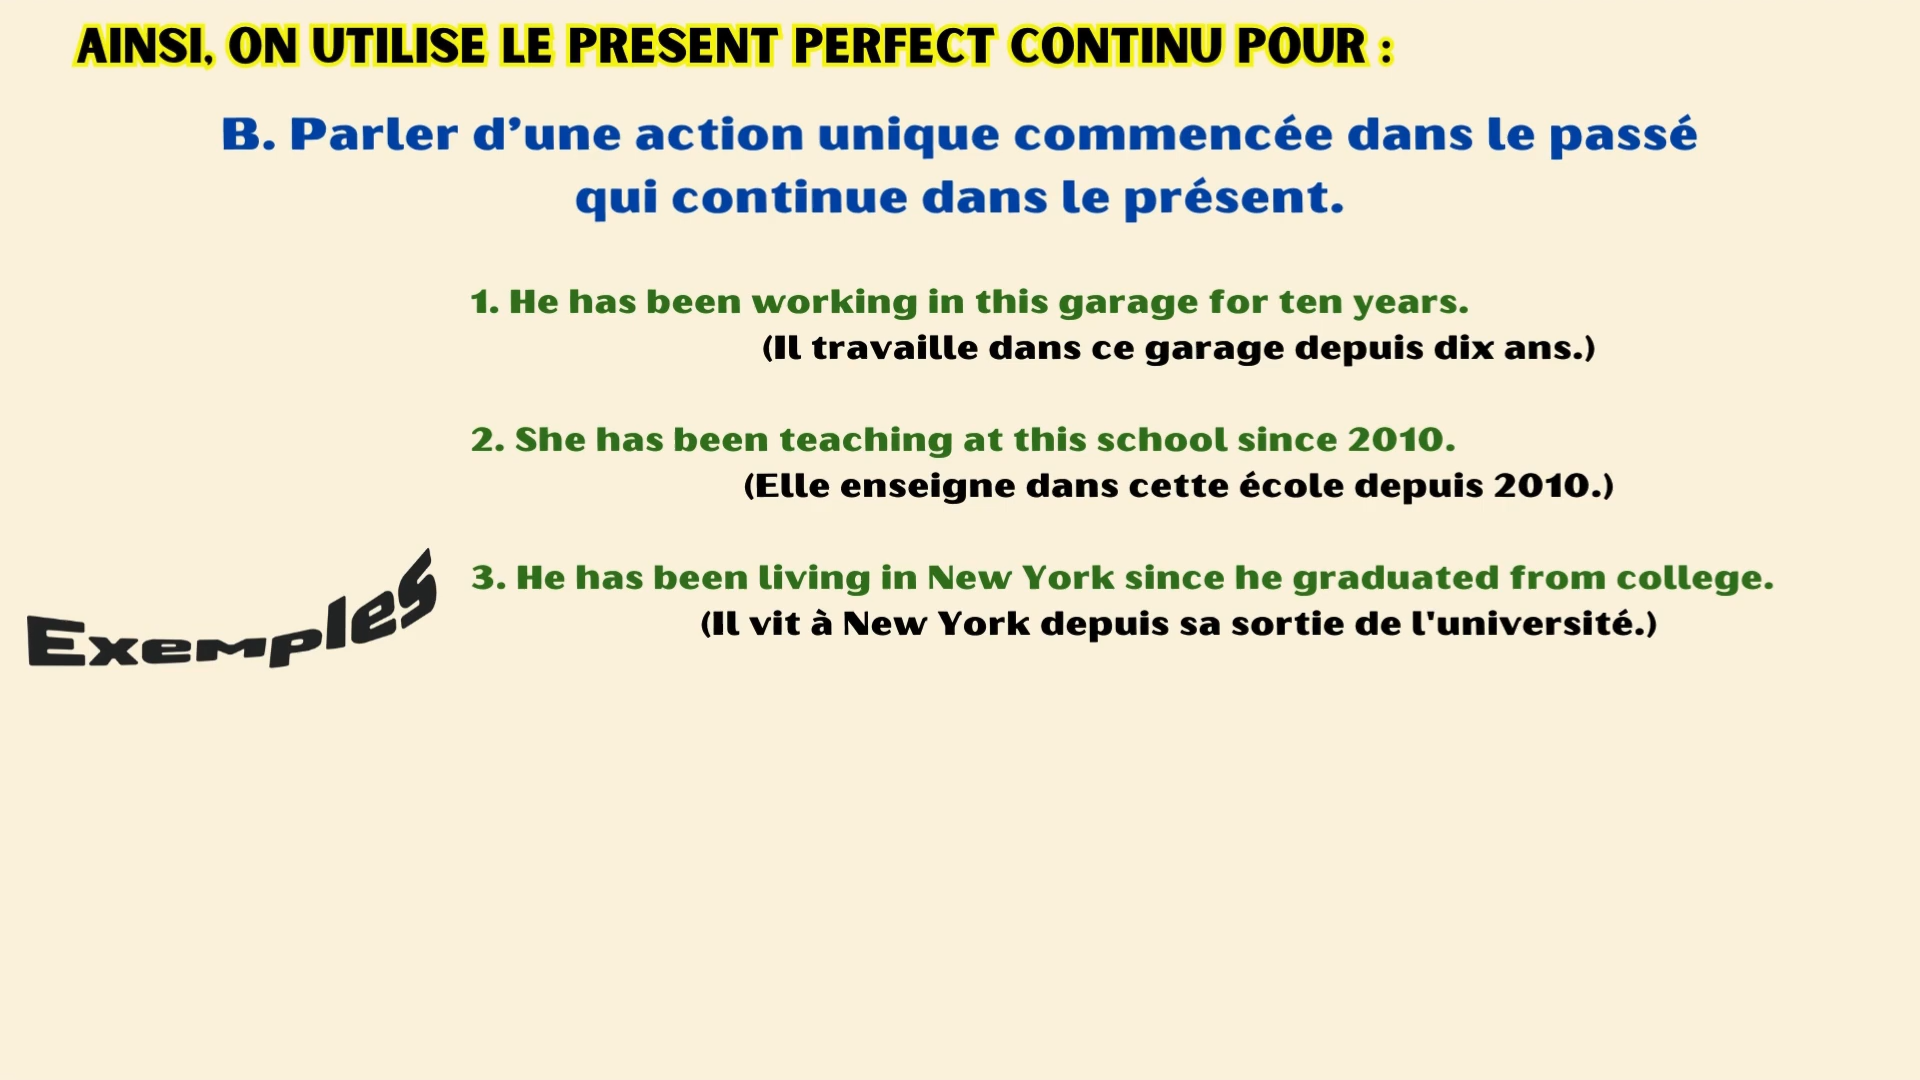 AINSI, ON UTILISE LE PRESENT PERFECT CONTINU POUR :
B. Parler d’une action unique commencée dans le passé
qui continue dans le présent.
1. He has been working in this garage for ten years.
(Il travaille dans ce garage depuis dix ans.)
2. She has been teaching at this school since 2010.
(Elle enseigne dans cette école depuis 2010.)
Exemples
3. He has been living in New York since he graduated from college.
(Il vit à New York depuis sa sortie de l'université.)